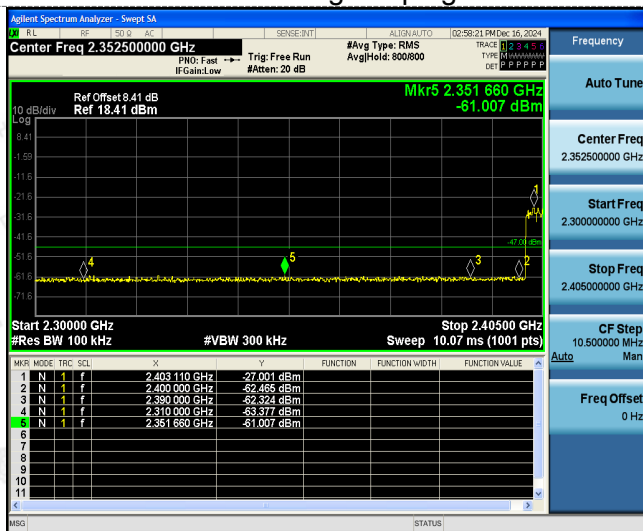 Agilent Spectrum Analyzer - Swept SA
RL RF 50 Ω AC SENSE:INT ALIGN AUTO 02:58:21 PM Dec 16, 2024
Center Freq 2.352500000 GHz
PNO: Fast
IFGain:Low
Trig: Free Run
#Atten: 20 dB
#Avg Type: RMS
Avg|Hold: 800/800
TRACE 1 2 3 4 5 6
TYPE M
DET P P P P P P
Ref Offset 8.41 dB
Ref 18.41 dBm
10 dB/div
Log
Mkr5 2.351 660 GHz
-61.007 dBm
8.41
-1.59
-11.6
-21.6
-31.6
-41.6
-51.6
-61.6
-71.6
1
2
3
4
5
-47.00 dBm
Start 2.30000 GHz Stop 2.40500 GHz
#Res BW 100 kHz #VBW 300 kHz Sweep 10.07 ms (1001 pts)
MKR MODE TRC SCL X Y FUNCTION FUNCTION WIDTH FUNCTION VALUE
1 N 1 f 2.403 110 GHz -27.001 dBm
2 N 1 f 2.400 000 GHz -62.465 dBm
3 N 1 f 2.390 000 GHz -62.324 dBm
4 N 1 f 2.310 000 GHz -63.377 dBm
5 N 1 f 2.351 660 GHz -61.007 dBm
6
7
8
9
10
11
MSG STATUS
Frequency
Auto Tune
Center Freq
2.352500000 GHz
Start Freq
2.300000000 GHz
Stop Freq
2.405000000 GHz
CF Step
10.500000 MHz
Auto Man
Freq Offset
0 Hz